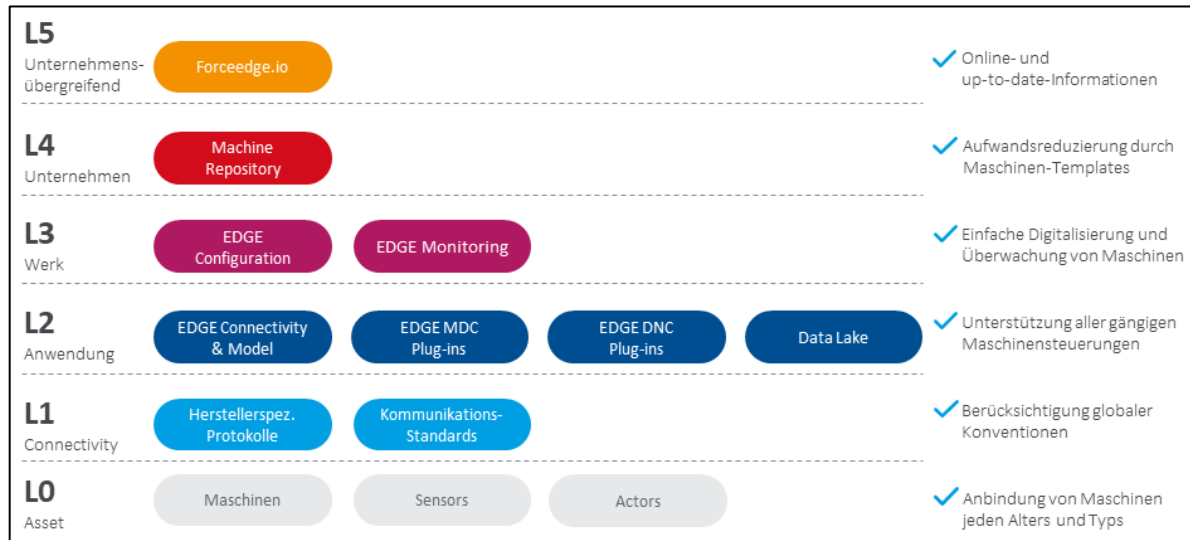 L5
Unternehmens-
übergreifend
Forceedge.io
Online- und
up-to-date-Informationen
L4
Unternehmen
Machine
Repository
Aufwandsreduzierung durch
Maschinen-Templates
L3
Werk
EDGE
Configuration
EDGE Monitoring
Einfache Digitalisierung und
Überwachung von Maschinen
L2
Anwendung
EDGE Connectivity
& Model
EDGE MDC
Plug-ins
EDGE DNC
Plug-ins
Data Lake
Unterstützung aller gängigen
Maschinensteuerungen
L1
Connectivity
Herstellerspez.
Protokolle
Kommunikations-
Standards
Berücksichtigung globaler
Konventionen
L0
Asset
Maschinen
Sensors
Actors
Anbindung von Maschinen
jeden Alters und Typs